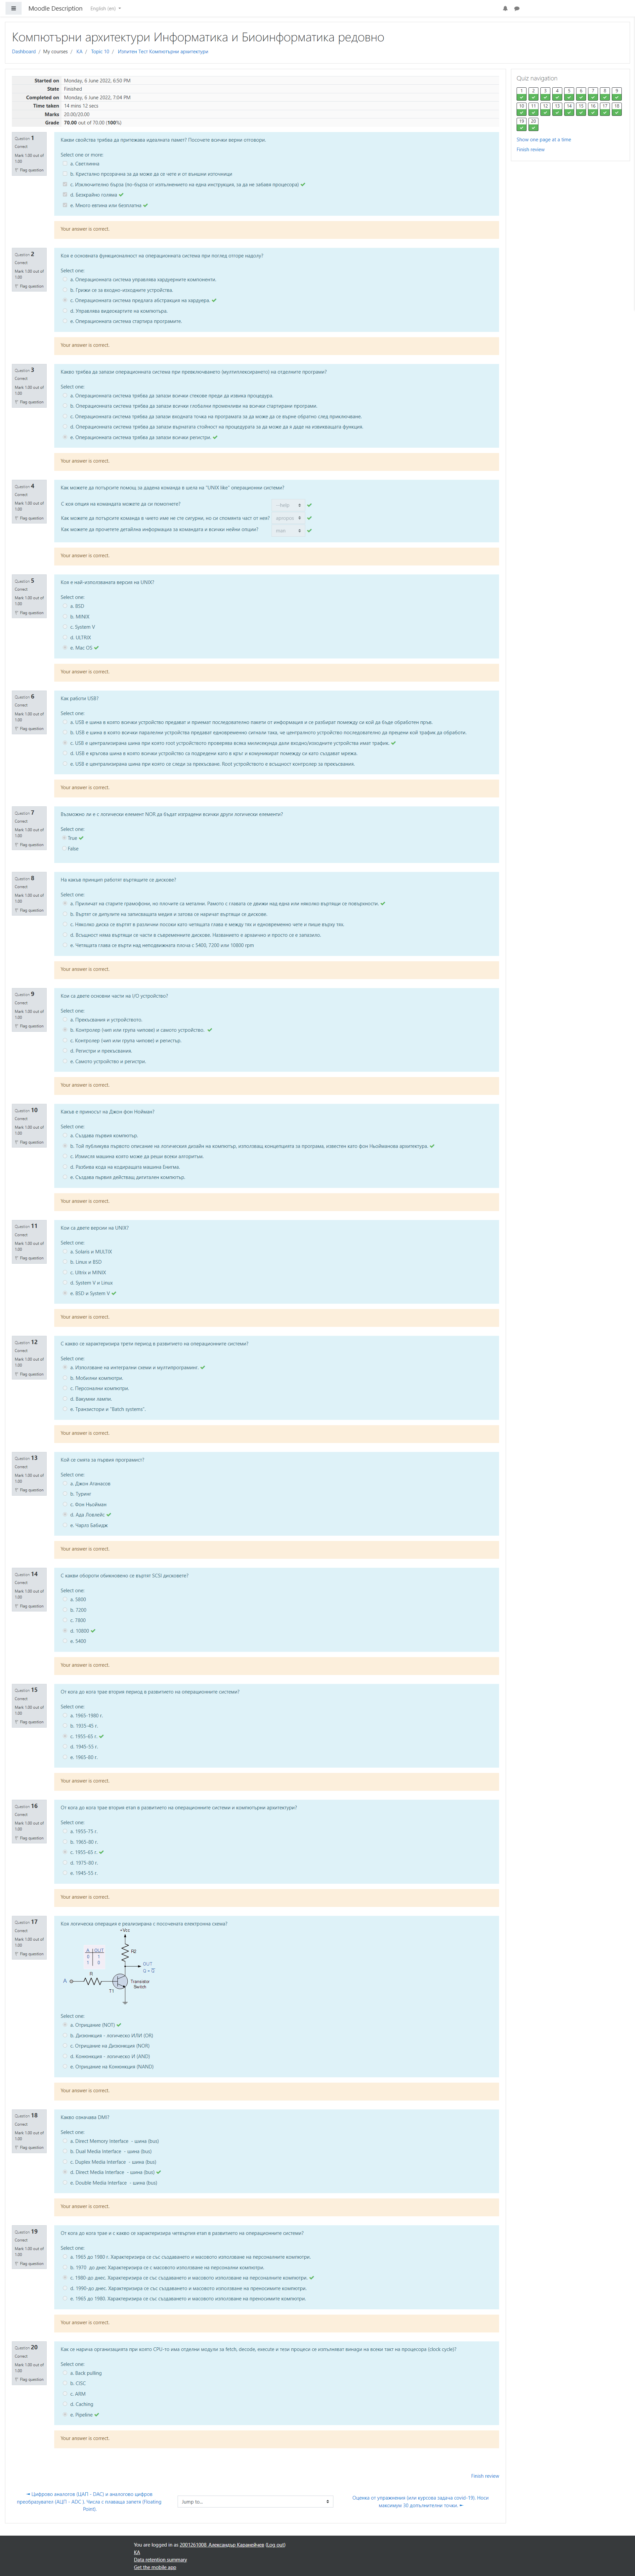 Moodle Description English (en)
Компютърни архитектури Информатика и Биоинформатика редовно
Dashboard / My courses / КА / Topic 10 / Изпитен Тест Компютърни архитектури
Started on Monday, 6 June 2022, 6:50 PM
State Finished
Completed on Monday, 6 June 2022, 7:04 PM
Time taken 14 mins 12 secs
Marks 20.00/20.00
Grade 70.00 out of 70.00 (100%)
Quiz navigation
1 2 3 4 5 6 7 8 9
10 11 12 13 14 15 16 17 18
19 20
Show one page at a time
Finish review
Question 1
Correct
Mark 1.00 out of 1.00
Flag question
Какви свойства трябва да притежава идеалната памет? Посочете всички верни отговори.
Select one or more:
a. Светлинна
b. Кристално прозрачна за да може да се чете и от външни източници
c. Изключително бърза (по-бърза от изпълнението на една инструкция, за да не забавя процесора)
d. Безкрайно голяма
e. Много евтина или безплатна
Your answer is correct.
Question 2
Correct
Mark 1.00 out of 1.00
Flag question
Коя е основната функционалност на операционната система при поглед отгоре надолу?
Select one:
a. Операционната система управлява хардуерните компоненти.
b. Грижи се за входно-изходните устройства.
c. Операционната система предлага абстракция на хардуера.
d. Управлява видеокартите на компютъра.
e. Операционната система стартира програмите.
Your answer is correct.
Question 3
Correct
Mark 1.00 out of 1.00
Flag question
Какво трябва да запази операционната система при превключването (мултиплексирането) на отделните програми?
Select one:
a. Операционната система трябва да запази всички стекове преди да извика процедура.
b. Операционната система трябва да запази всички глобални променливи на всички стартирани програми.
c. Операционната система трябва да запази входната точка на програмата за да може да се върне обратно след приключване.
d. Операционната система трябва да запази върнатата стойност на процедурата за да може да я даде на извикващата функция.
e. Операционната система трябва да запази всички регистри.
Your answer is correct.
Question 4
Correct
Mark 1.00 out of 1.00
Flag question
Как можете да потърсите помощ за дадена команда в шела на "UNIX like" операционни системи?
С коя опция на командата можете да си помогнете? --help
Как можете да потърсите команда в чието име не сте сигурни, но си спомняте част от нея? apropos
Как можете да прочетете детайлна информация за командата и всички нейни опции? man
Your answer is correct.
Question 5
Correct
Mark 1.00 out of 1.00
Flag question
Коя е най-използваната версия на UNIX?
Select one:
a. BSD
b. MINIX
c. System V
d. ULTRIX
e. Mac OS
Your answer is correct.
Question 6
Correct
Mark 1.00 out of 1.00
Flag question
Как работи USB?
Select one:
a. USB е шина в която всички устройства предават и приемат последователно пакети от информация и се разбират помежду си кой да бъде обработен пръв.
b. USB е шина в която всички паралелни устройства предават едновременно сигнали така, че централното устройство последователно да прецени кой трафик да обработи.
c. USB е централизирана шина при която root устройството проверява всяка милисекунда дали входно/изходните устройства имат трафик.
d. USB е кръгова шина в която всички устройства са подредени като в кръг и комуникират помежду си като създават мрежа.
e. USB е централизирана шина при която се следи за прекъсване. Root устройството е всъщност контролер за прекъсвания.
Your answer is correct.
Question 7
Correct
Mark 1.00 out of 1.00
Flag question
Възможно ли е с логически елемент NOR да бъдат изградени всички други логически елементи?
Select one:
True
False
Question 8
Correct
Mark 1.00 out of 1.00
Flag question
На какъв принцип работят въртящите се дискове?
Select one:
a. Приличат на старите грамофони, но плочите са метални. Рамото с главата се движи над една или няколко въртящи се повърхности.
b. Въртят се дялулите на записващата медия и затова се наричат въртящи се дискове.
c. Няколко диска се въртят в различни посоки като четящата глава е между тях и едновременно чете и пише върху тях.
d. Всъщност няма въртящи се части в съвременните дискове. Названието е архаично и просто се е запазило.
e. Четящата глава се върти над неподвижната плоча с 5400, 7200 или 10800 rpm
Your answer is correct.
Question 9
Correct
Mark 1.00 out of 1.00
Flag question
Кои са двете основни части на I/O устройство?
Select one:
a. Прекъсвания и устройството.
b. Контролер (чип или група чипове) и самото устройство.
c. Контролер (чип или група чипове) и регистър.
d. Регистри и прекъсвания.
e. Самото устройство и регистри.
Your answer is correct.
Question 10
Correct
Mark 1.00 out of 1.00
Flag question
Какъв е приносът на Джон фон Нойман?
Select one:
a. Създава първия компютър.
b. Той публикува първото описание на логическия дизайн на компютър, използващ концепцията за програма, известен като фон Ньойманова архитектура.
c. Измисля машина която може да реши всеки алгоритъм.
d. Разбива кода на кодиращата машина Енигма.
e. Създава първия действащ дигитален компютър.
Your answer is correct.
Question 11
Correct
Mark 1.00 out of 1.00
Flag question
Кои са двете версии на UNIX?
Select one:
a. Solaris и MULTIX
b. Linux и BSD
c. Ultrix и MINIX
d. System V и Linux
e. BSD и System V
Your answer is correct.
Question 12
Correct
Mark 1.00 out of 1.00
Flag question
С какво се характеризира трети период в развитието на операционните системи?
Select one:
a. Използване на интегрални схеми и мултипрограминг.
b. Мобилни компютри.
c. Персонални компютри.
d. Вакумни лампи.
e. Транзистори и "Batch systems".
Your answer is correct.
Question 13
Correct
Mark 1.00 out of 1.00
Flag question
Кой се смята за първия програмист?
Select one:
a. Джон Атанасов
b. Туринг
c. Фон Ньойман
d. Ада Ловлейс
e. Чарлз Бабидж
Your answer is correct.
Question 14
Correct
Mark 1.00 out of 1.00
Flag question
С какви обороти обикновенно се въртят SCSI дисковете?
Select one:
a. 5800
b. 7200
c. 7800
d. 10800
e. 5400
Your answer is correct.
Question 15
Correct
Mark 1.00 out of 1.00
Flag question
От кога до кога трае втория период в развитието на операционните системи?
Select one:
a. 1965-1980 г.
b. 1935-45 г.
c. 1955-65 г.
d. 1945-55 г.
e. 1965-80 г.
Your answer is correct.
Question 16
Correct
Mark 1.00 out of 1.00
Flag question
От кога до кога трае втория етап в развитието на операционните системи и компютърни архитектури?
Select one:
a. 1955-75 г.
b. 1965-80 г.
c. 1955-65 г.
d. 1975-80 г.
e. 1945-55 г.
Your answer is correct.
Question 17
Correct
Mark 1.00 out of 1.00
Flag question
Коя логическа операция е реализирана с посочената електронна схема?
+Vcc
A OUT
R2
OUT
R
A
T1
Transistor
Switch
Select one:
a. Отрицание (NOT)
b. Дизюнкция - логическо ИЛИ (OR)
c. Отрицание на Дизюнкция (NOR)
d. Конюнкция - логическо И (AND)
e. Отрицание на Конюнкция (NAND)
Your answer is correct.
Question 18
Correct
Mark 1.00 out of 1.00
Flag question
Какво означава DMI?
Select one:
a. Direct Memory Interface - шина (bus)
b. Dual Media Interface - шина (bus)
c. Duplex Media Interface - шина (bus)
d. Direct Media Interface - шина (bus)
e. Double Media Interface - шина (bus)
Your answer is correct.
Question 19
Correct
Mark 1.00 out of 1.00
Flag question
От кога до кога трае и с какво се характеризира четвъртия етап в развитието на операционните системи?
Select one:
a. 1965 до 1980 г. Характеризира се със създаването и масовото използване на персоналните компютри.
b. 1970 до днес Характеризира се с масовото използване на персонални компютри.
c. 1980-до днес, Характеризира се със създаването и масовото използване на персоналните компютри.
d. 1990-до днес, Характеризира се със създаването и масовото използване на преносимите компютри.
e. 1965 до 1980. Характеризира се със създаването и масовото използване на преносимите компютри.
Your answer is correct.
Question 20
Correct
Mark 1.00 out of 1.00
Flag question
Как се нарича организацията при която CPU-то има отделни модули за fetch, decode, execute и тези процеси се изпълняват винаги на всеки такт на процесора (clock cycle)?
Select one:
a. Back pulling
b. CISC
c. ARM
d. Caching
e. Pipeline
Your answer is correct.
Finish review
Цифрово аналогов (ЦАП - DAC) и аналогово цифров
преобразувател (АЦП - ADC ). Числа с плаваща запетя (Floating
Point).
Jump to...
Оценка от упражнения (или курсова задача covid-19). Носи
максимум 30 допълнителни точки.
You are logged in as 2001261008 Александър Караниейчев (Log out)
КА
Data retention summary
Get the mobile app